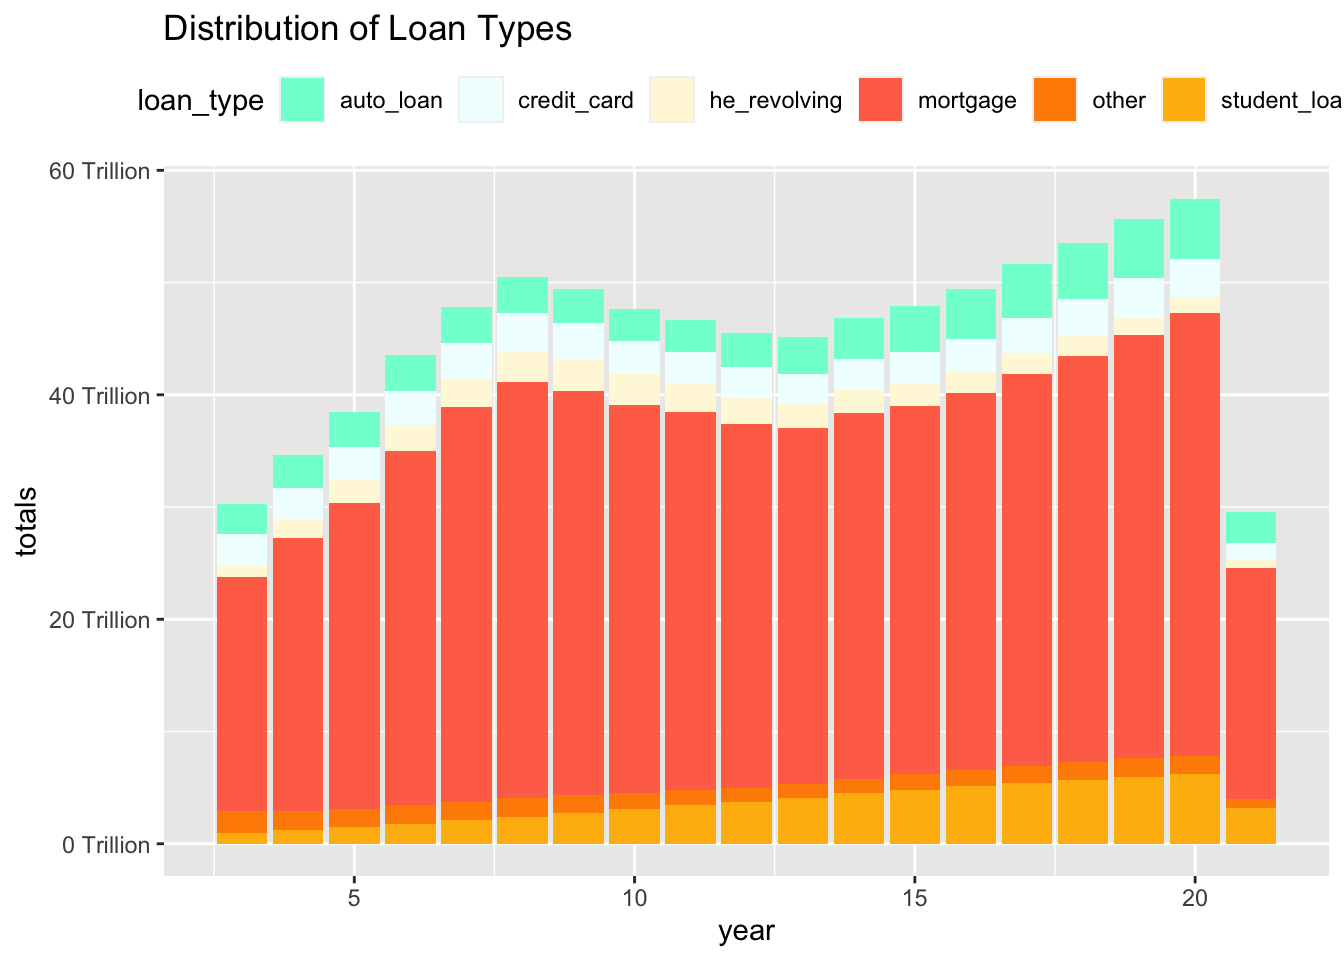 Distribution of Loan Types
loan_type auto_loan credit_card he_revolving mortgage other student_loa
60 Trillion
40 Trillion
20 Trillion
0 Trillion
totals
5 10 15 20
year